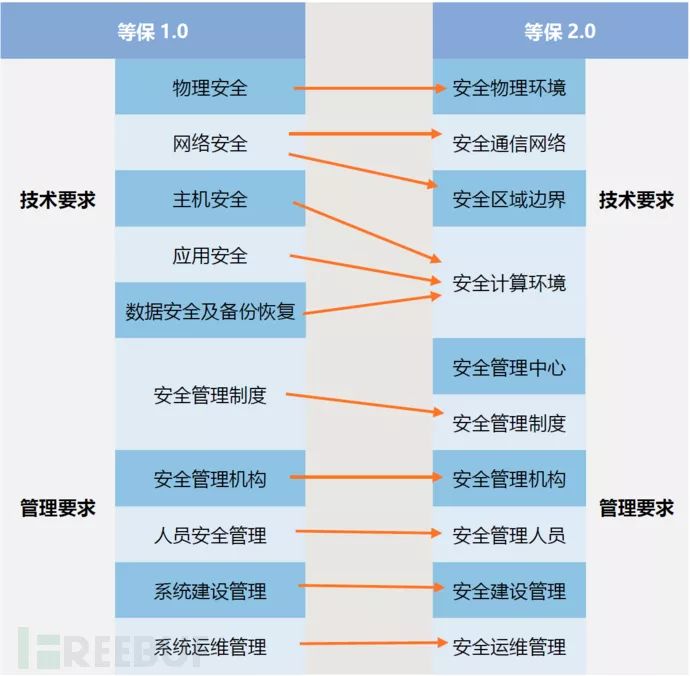 等保 1.0
等保 2.0
物理安全
安全物理环境
网络安全
安全通信网络
技术要求
主机安全
安全区域边界
技术要求
应用安全
安全计算环境
数据安全及备份恢复
安全管理中心
安全管理制度
安全管理制度
安全管理机构
安全管理机构
管理要求
管理要求
人员安全管理
安全管理人员
系统建设管理
安全建设管理
系统运维管理
安全运维管理
FREEBUF